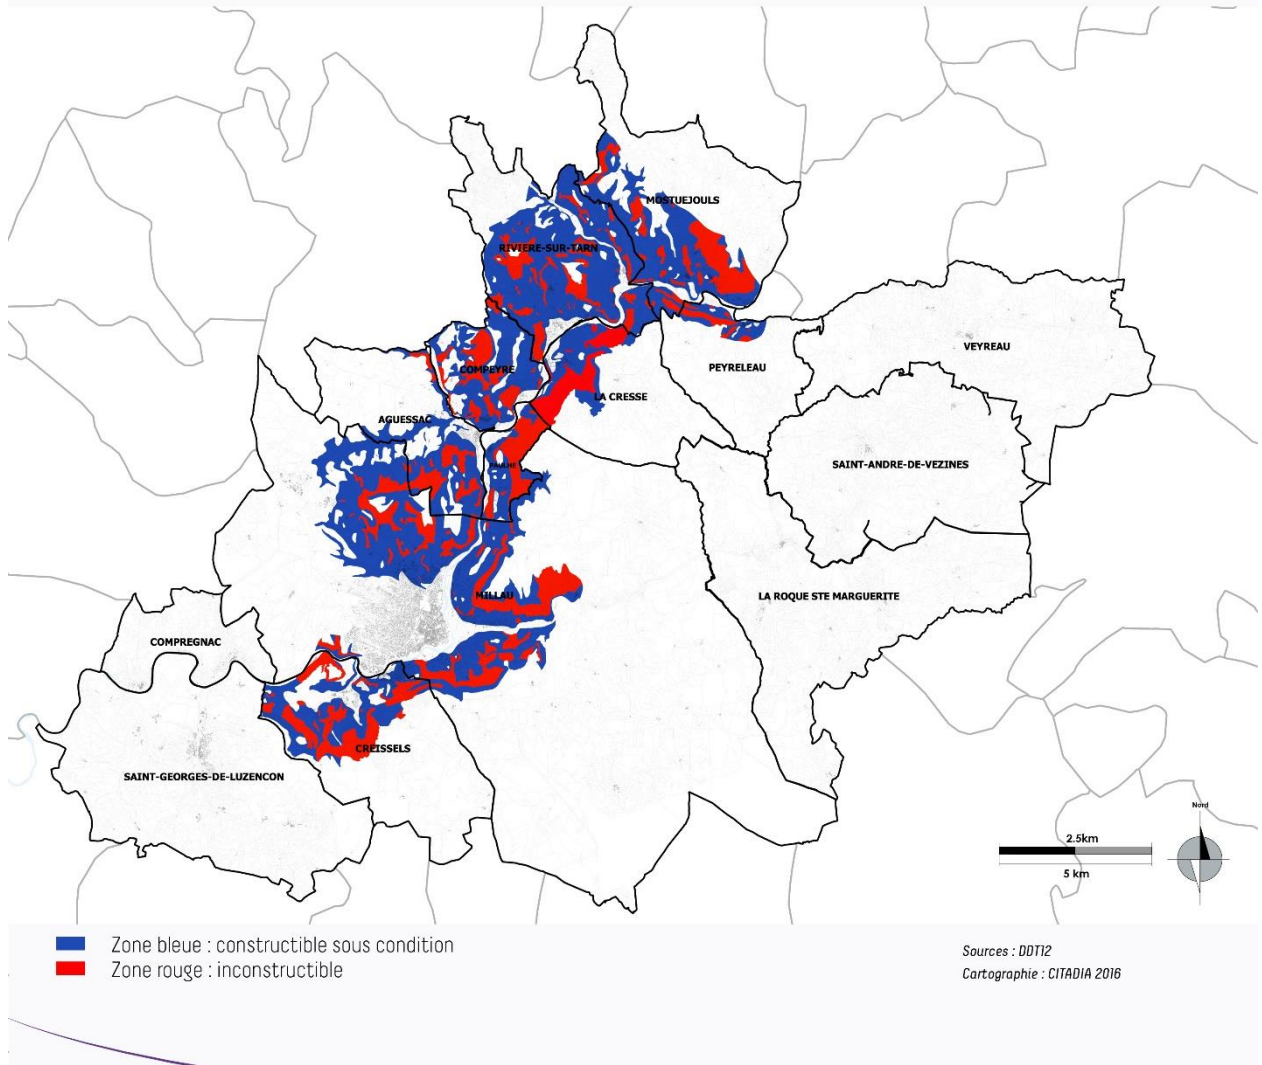 MOSTUEJOULS
RIVIERE-SUR-TARN
VEYREAU
PEYRELEAU
COMPEYRE
LA CRESSE
AGUESSAC
PAULHE
SAINT-ANDRE-DE-VEZINES
MILLAU
LA ROQUE STE MARGUERITE
COMPREGNAC
CREISSELS
SAINT-GEORGES-DE-LUZENCON
Nord
2.5km
5 km
Zone bleue : constructible sous condition
Zone rouge : inconstructible
Sources : DDT12
Cartographie : CITADIA 2016